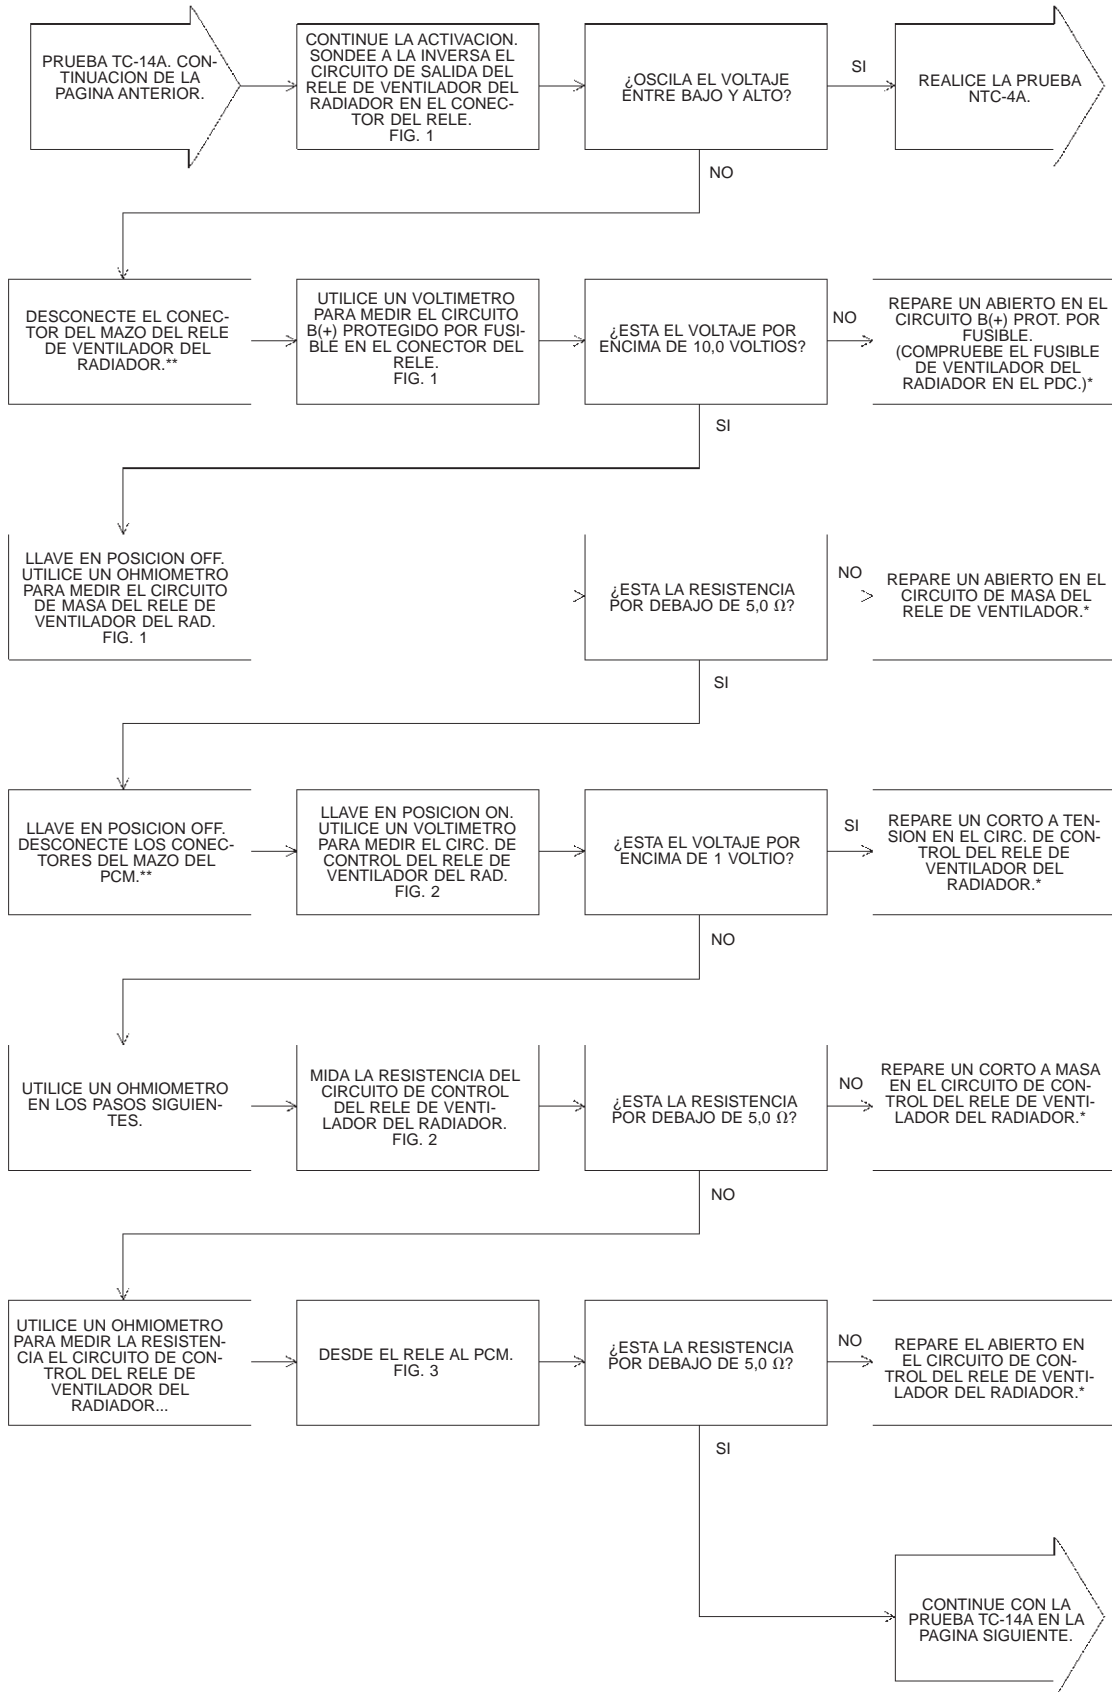 PRUEBA TC-14A. CON-
TINUACION DE LA
PAGINA ANTERIOR.
CONTINUE LA ACTIVACION.
SONDEE A LA INVERSA EL
CIRCUITO DE SALIDA DEL
RELE DE VENTILADOR DEL
RADIADOR EN EL CONEC-
TOR DEL RELE.
FIG. 1
¿OSCILA EL VOLTAJE
ENTRE BAJO Y ALTO?
SI
REALICE LA PRUEBA
NTC-4A.
NO
DESCONECTE EL CONEC-
TOR DEL MAZO DEL RELE
DE VENTILADOR DEL
RADIADOR.**
UTILICE UN VOLTIMETRO
PARA MEDIR EL CIRCUITO
B(+) PROTEGIDO POR FUSI-
BLE EN EL CONECTOR DEL
RELE.
FIG. 1
¿ESTA EL VOLTAJE POR
ENCIMA DE 10,0 VOLTIOS?
NO
REPARE UN ABIERTO EN EL
CIRCUITO B(+) PROT. POR
FUSIBLE.
(COMPRUEBE EL FUSIBLE
DE VENTILADOR DEL
RADIADOR EN EL PDC.)*
SI
LLAVE EN POSICION OFF.
UTILICE UN OHMIOMETRO
PARA MEDIR EL CIRCUITO
DE MASA DEL RELE DE
VENTILADOR DEL RAD.
FIG. 1
¿ESTA LA RESISTENCIA
POR DEBAJO DE 5,0 Ω?
NO
REPARE UN ABIERTO EN EL
CIRCUITO DE MASA DEL
RELE DE VENTILADOR.*
SI
LLAVE EN POSICION OFF.
DESCONECTE LOS CONEC-
TORES DEL MAZO DEL
PCM.**
LLAVE EN POSICION ON.
UTILICE UN VOLTIMETRO
PARA MEDIR EL CIRC. DE
CONTROL DEL RELE DE
VENTILADOR DEL RAD.
FIG. 2
¿ESTA EL VOLTAJE POR
ENCIMA DE 1 VOLTIO?
SI
REPARE UN CORTO A TEN-
SION EN EL CIRC. DE CON-
TROL DEL RELE DE
VENTILADOR DEL
RADIADOR.*
NO
UTILICE UN OHMIOMETRO
EN LOS PASOS SIGUIEN-
TES.
MIDA LA RESISTENCIA DEL
CIRCUITO DE CONTROL
DEL RELE DE VENTI-
LADOR DEL RADIADOR.
FIG. 2
¿ESTA LA RESISTENCIA
POR DEBAJO DE 5,0 Ω?
NO
REPARE UN CORTO A MASA
EN EL CIRCUITO DE CON-
TROL DEL RELE DE VENTI-
LADOR DEL RADIADOR.*
NO
UTILICE UN OHMIOMETRO
PARA MEDIR LA RESISTEN-
CIA EL CIRCUITO DE CON-
TROL DEL RELE DE
VENTILADOR DEL
RADIADOR...
DESDE EL RELE AL PCM.
FIG. 3
¿ESTA LA RESISTENCIA
POR DEBAJO DE 5,0 Ω?
NO
REPARE EL ABIERTO EN
EL CIRCUITO DE CON-
TROL DEL RELE DE VENTI-
LADOR DEL RADIADOR.*
SI
CONTINUE CON LA
PRUEBA TC-14A EN LA
PAGINA SIGUIENTE.